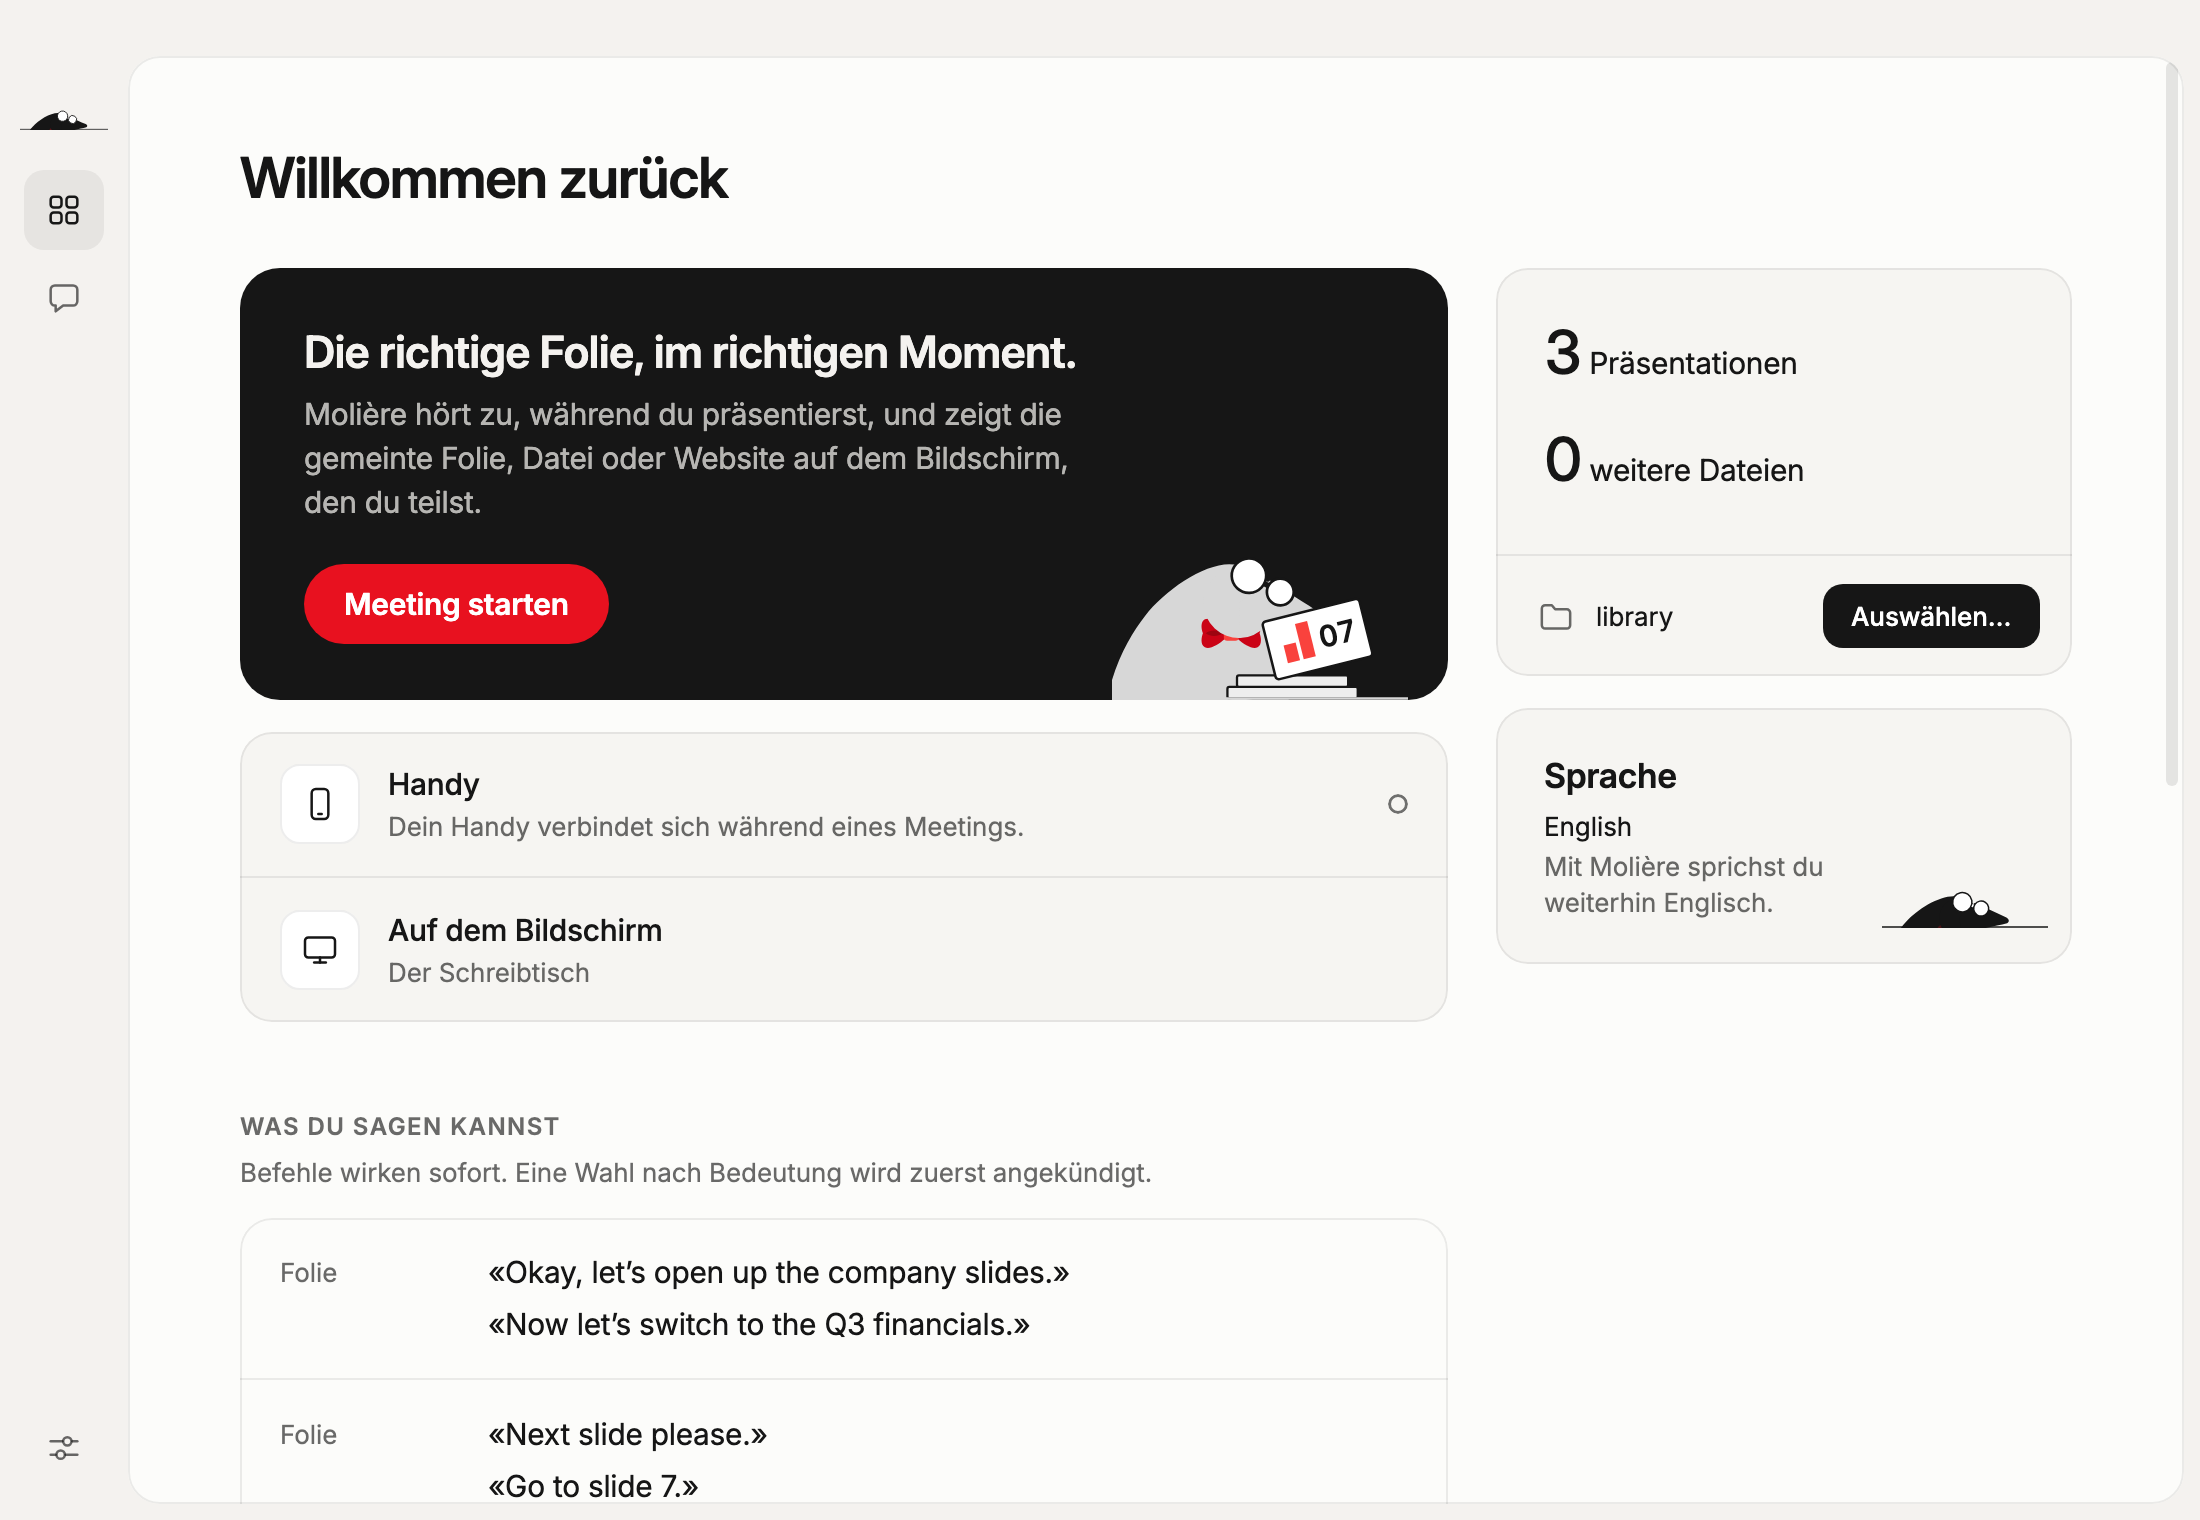 Willkommen zurück
Die richtige Folie, im richtigen Moment.
Molière hört zu, während du präsentierst, und zeigt die
gemeinte Folie, Datei oder Website auf dem Bildschirm,
den du teilst.
Meeting starten
07
3 Präsentationen
0 weitere Dateien
library
Auswählen…
Handy
Dein Handy verbindet sich während eines Meetings.
Auf dem Bildschirm
Der Schreibtisch
Sprache
English
Mit Molière sprichst du
weiterhin Englisch.
WAS DU SAGEN KANNST
Befehle wirken sofort. Eine Wahl nach Bedeutung wird zuerst angekündigt.
Folie
«Okay, let’s open up the company slides.»
«Now let’s switch to the Q3 financials.»
Folie
«Next slide please.»
«Go to slide 7.»